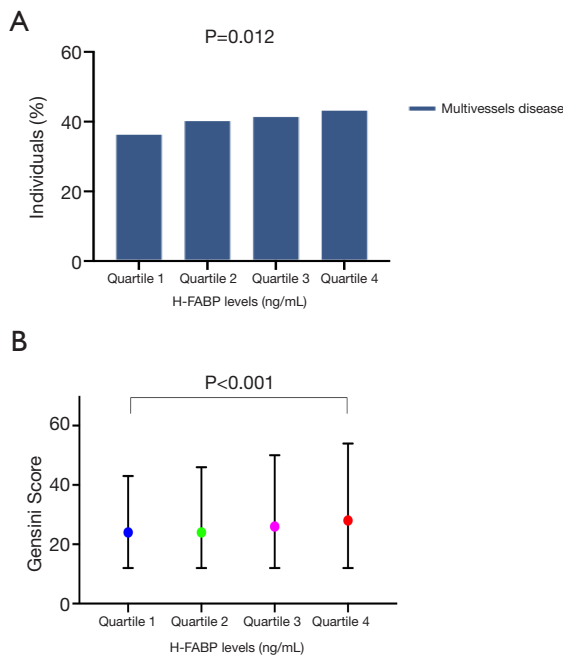 A
P=0.012
60
40
20
0
Individuals (%)
Multivessels disease
Quartile 1 Quartile 2 Quartile 3 Quartile 4
H-FABP levels (ng/mL)
B
P<0.001
60
40
20
0
Gensini Score
Quartile 1 Quartile 2 Quartile 3 Quartile 4
H-FABP levels (ng/mL)